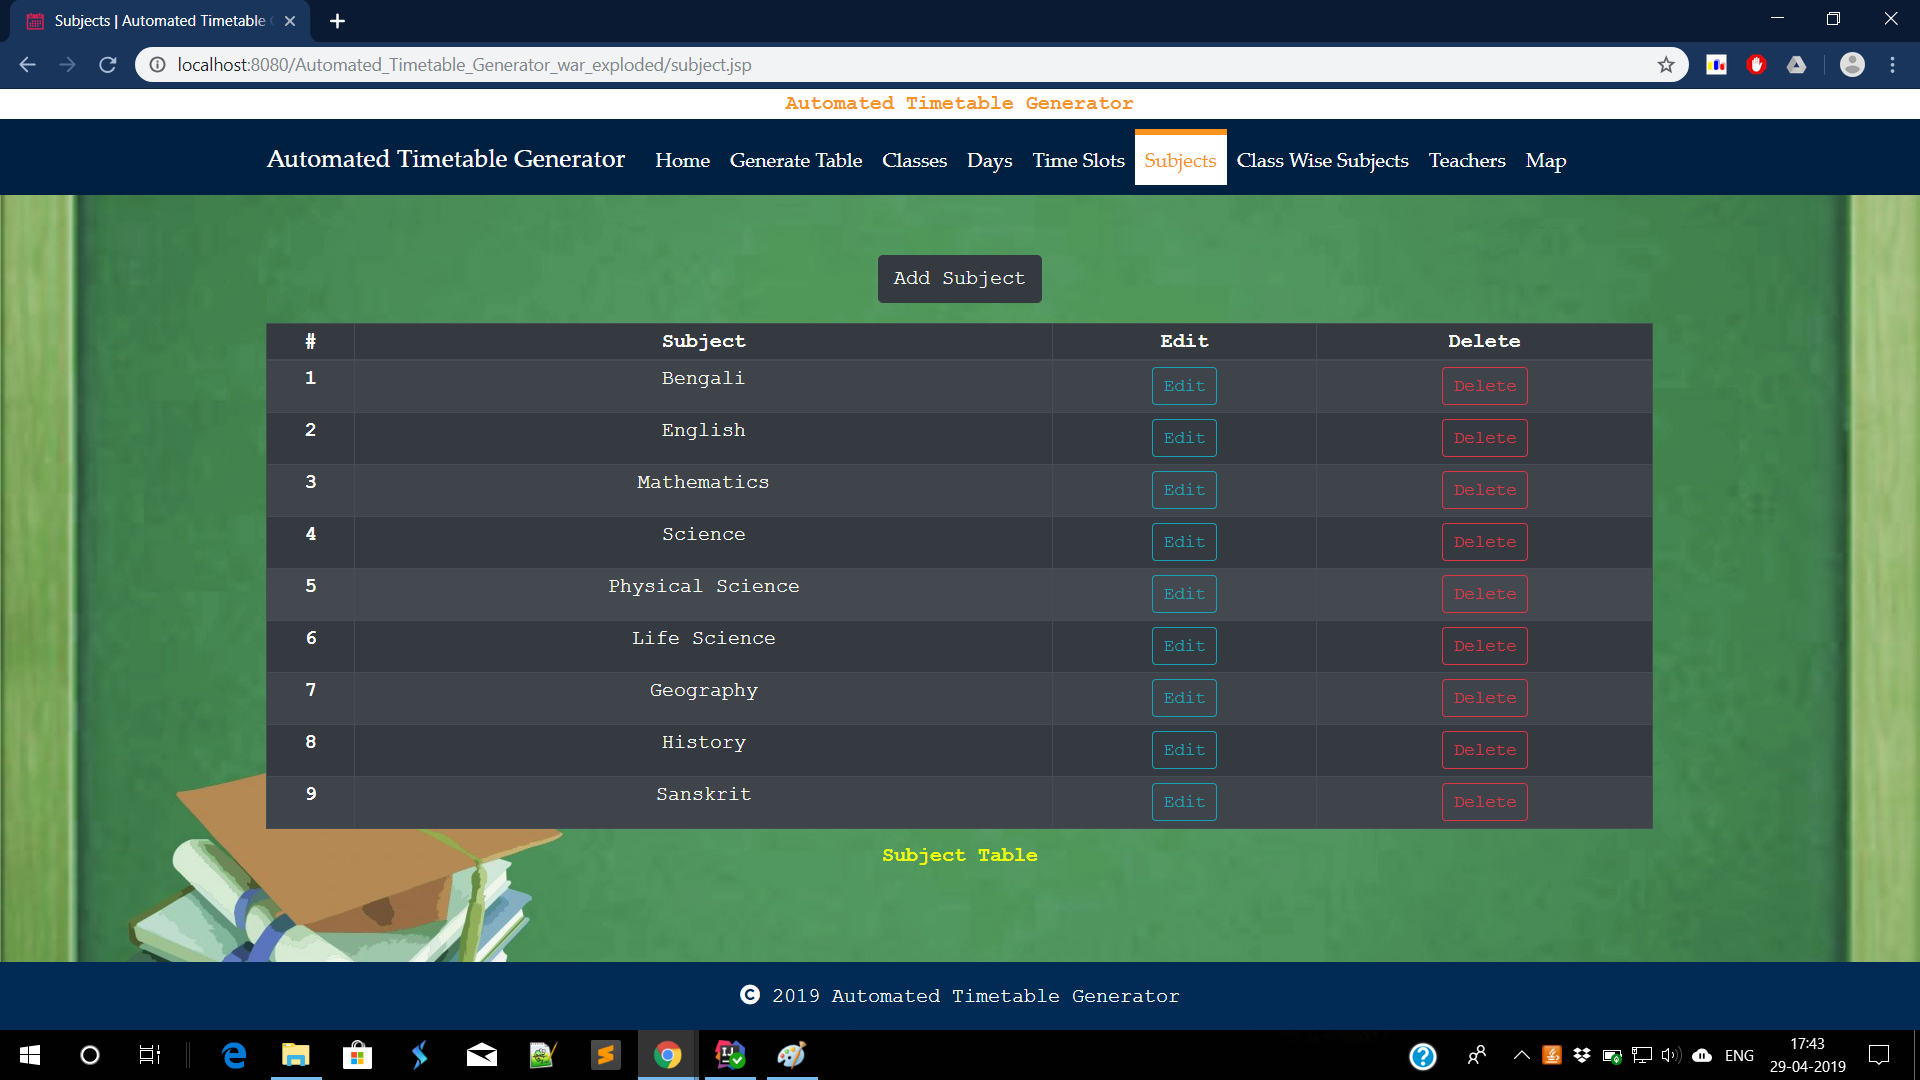 Subjects | Automated Timetable
localhost:8080/Automated_Timetable_Generator_war_exploded/subject.jsp
Automated Timetable Generator
Automated Timetable Generator Home Generate Table Classes Days Time Slots Subjects Class Wise Subjects Teachers Map
Add Subject
# Subject Edit Delete
1 Bengali Edit Delete
2 English Edit Delete
3 Mathematics Edit Delete
4 Science Edit Delete
5 Physical Science Edit Delete
6 Life Science Edit Delete
7 Geography Edit Delete
8 History Edit Delete
9 Sanskrit Edit Delete
Subject Table
© 2019 Automated Timetable Generator
ENG
17:43
29-04-2019